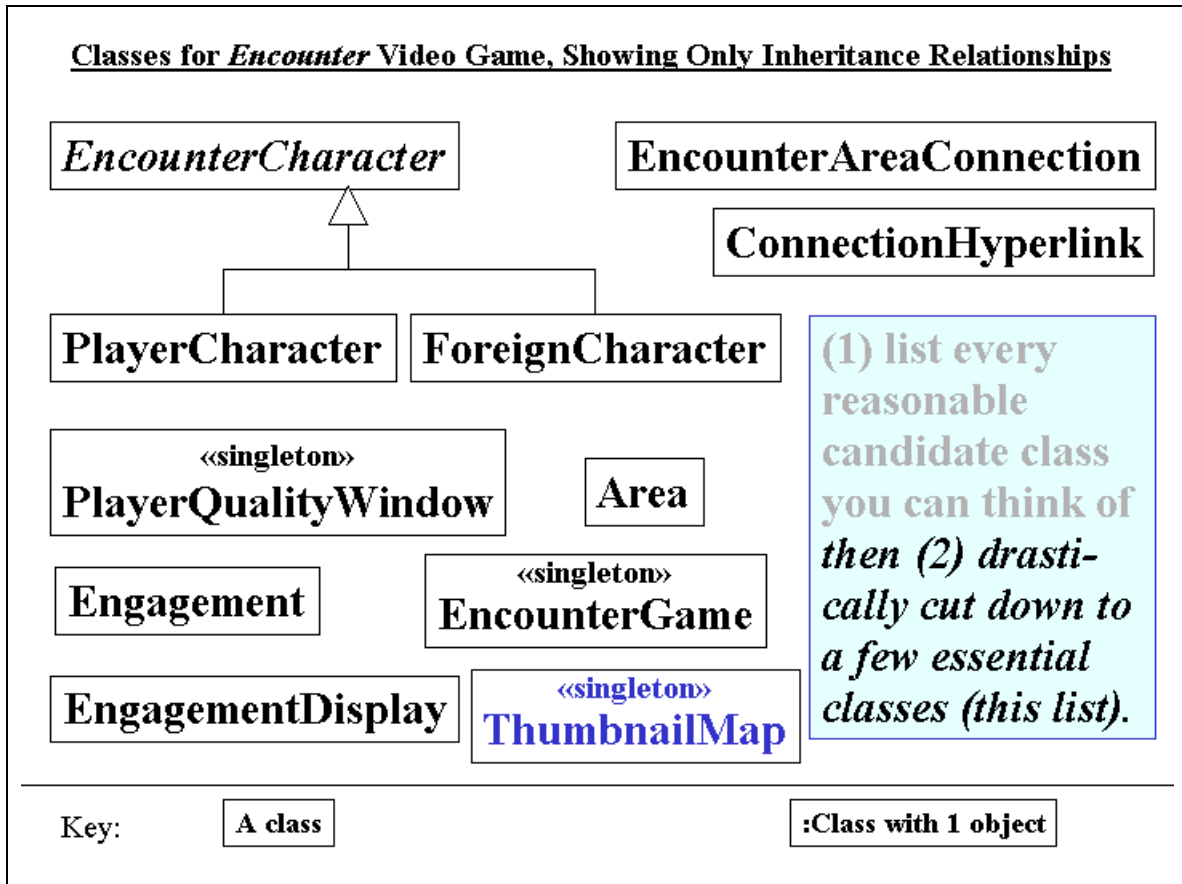 Classes for Encounter Video Game, Showing Only Inheritance Relationships
EncounterCharacter
EncounterAreaConnection
ConnectionHyperlink
PlayerCharacter
ForeignCharacter
(1) list every
reasonable
candidate class
you can think of
then (2) drasti-
cally cut down to
a few essential
classes (this list).
«singleton»
PlayerQualityWindow
Area
Engagement
«singleton»
EncounterGame
EngagementDisplay
«singleton»
ThumbnailMap
Key:
A class
:Class with 1 object